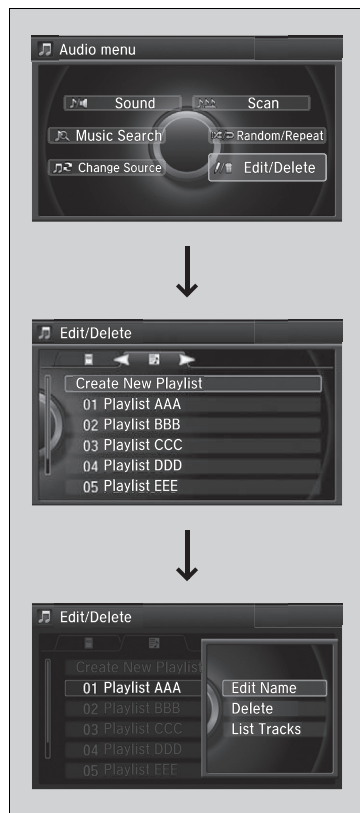 Audio menu
Sound Scan
Music Search Random/Repeat
Change Source Edit/Delete
Edit/Delete
Create New Playlist
01 Playlist AAA
02 Playlist BBB
03 Playlist CCC
04 Playlist DDD
05 Playlist EEE
Edit/Delete
Create New Playlist
01 Playlist AAA Edit Name
02 Playlist BBB Delete
03 Playlist CCC List Tracks
04 Playlist DDD
05 Playlist EEE